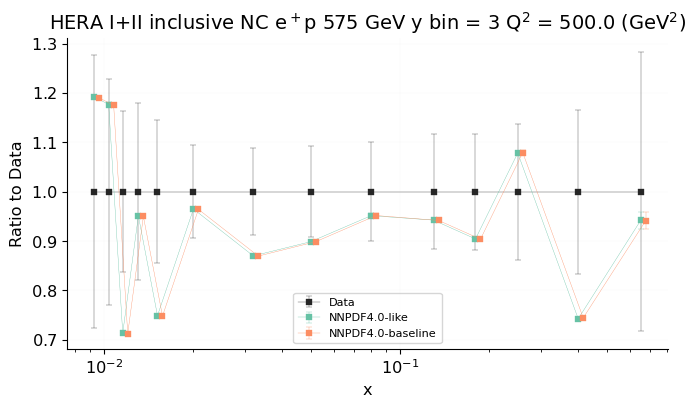 HERA I+II inclusive NC e⁺p 575 GeV y bin = 3 Q² = 500.0 (GeV²)
Ratio to Data
1.3
1.2
1.1
1.0
0.9
0.8
0.7
Data
NNPDF4.0-like
NNPDF4.0-baseline
10⁻²
10⁻¹
x